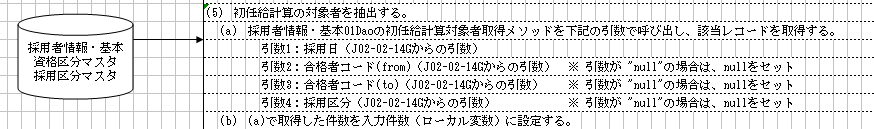 採用者情報・基本
資格区分マスタ
採用区分マスタ
(5) 初任給計算の対象者を抽出する。
(a) 採用者情報・基本01Daoの初任給計算対象者取得メソッドを下記の引数で呼び出し、該当レコードを取得する。
引数1：採用日（J02-02-14Gからの引数）
引数2：合格者コード(from)（J02-02-14Gからの引数） ※ 引数が "null"の場合は、nullをセット
引数3：合格者コード(to)（J02-02-14Gからの引数） ※ 引数が "null"の場合は、nullをセット
引数4：採用区分（J02-02-14Gからの引数） ※ 引数が "null"の場合は、nullをセット
(b) (a)で取得した件数を入力件数（ローカル変数）に設定する。